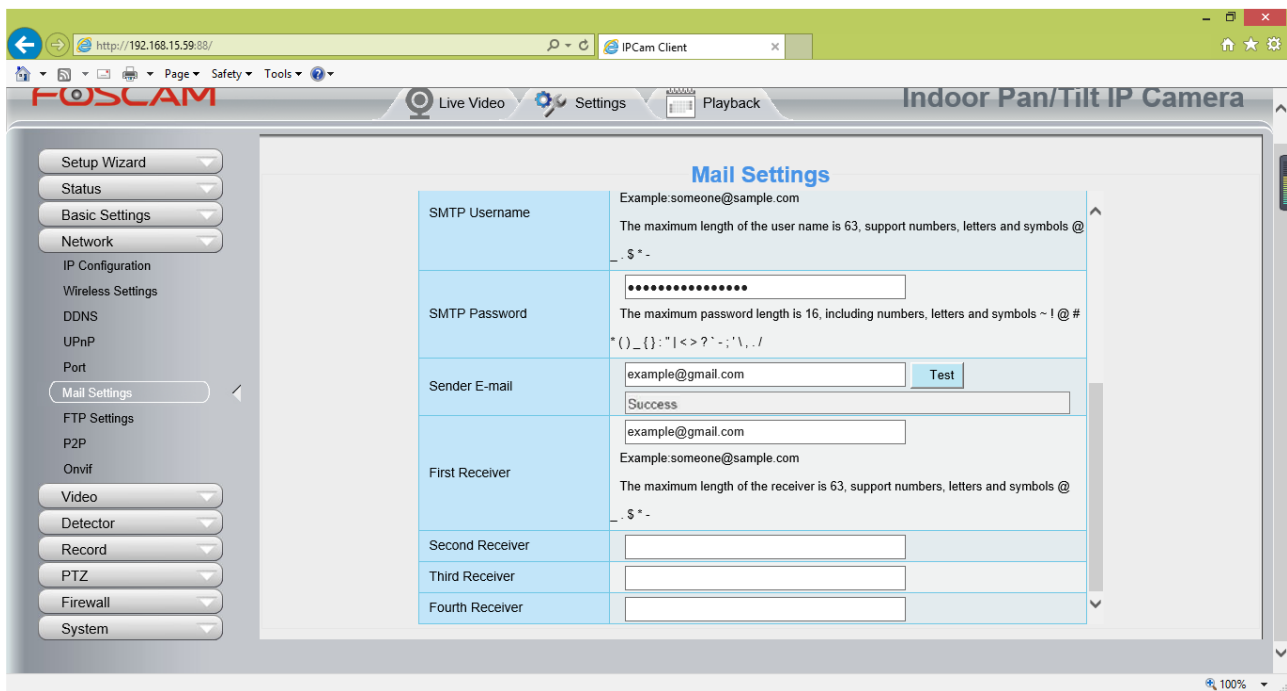 http://192.168.15.59:88/
IPCam Client
Page Safety Tools
FOSCAM
Live Video
Settings
Playback
Indoor Pan/Tilt IP Camera
Setup Wizard
Status
Basic Settings
Network
IP Configuration
Wireless Settings
DDNS
UPnP
Port
Mail Settings
FTP Settings
P2P
Onvif
Video
Detector
Record
PTZ
Firewall
System
Mail Settings
SMTP Username
Example:someone@sample.com
The maximum length of the user name is 63, support numbers, letters and symbols @
_ . $ * -
SMTP Password
••••••••••••••••
The maximum password length is 16, including numbers, letters and symbols ~ ! @ #
* ( ) _ { } : " | < > ? ` - ; ' \ , . /
Sender E-mail
example@gmail.com
Test
Success
First Receiver
example@gmail.com
Example:someone@sample.com
The maximum length of the receiver is 63, support numbers, letters and symbols @
_ . $ * -
Second Receiver
Third Receiver
Fourth Receiver
100%